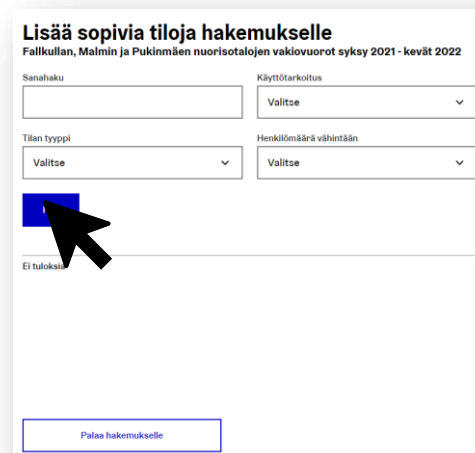 Lisää sopivia tiloja hakemukselle
Fallkullan, Malmin ja Pukinmäen nuorisotalojen vakiovuorot syksy 2021 - kevät 2022
Sanahaku
Käyttötarkoitus
Valitse
Tilan tyyppi
Henkilömäärä vähintään
Valitse
Valitse
Ei tuloksia
Palaa hakemukselle